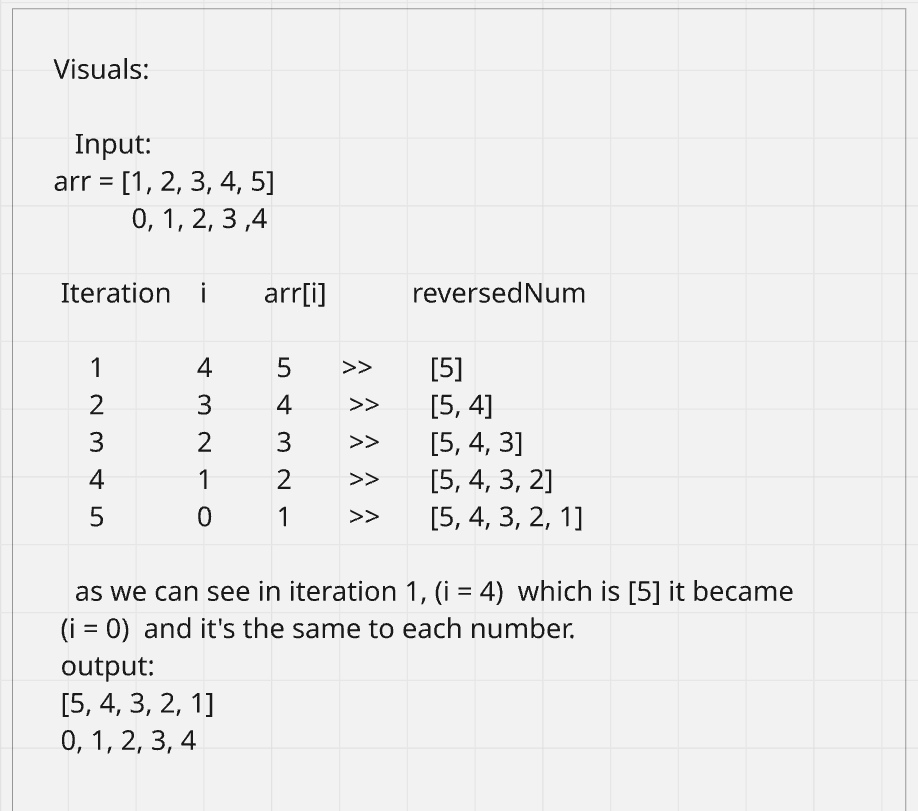 Visuals:
Input:
arr = [1, 2, 3, 4, 5]
0, 1, 2, 3 ,4
Iteration i arr[i] reversedNum
1 4 5 >> [5]
2 3 4 >> [5, 4]
3 2 3 >> [5, 4, 3]
4 1 2 >> [5, 4, 3, 2]
5 0 1 >> [5, 4, 3, 2, 1]
as we can see in iteration 1, (i = 4) which is [5] it became
(i = 0) and it's the same to each number.
output:
[5, 4, 3, 2, 1]
0, 1, 2, 3, 4